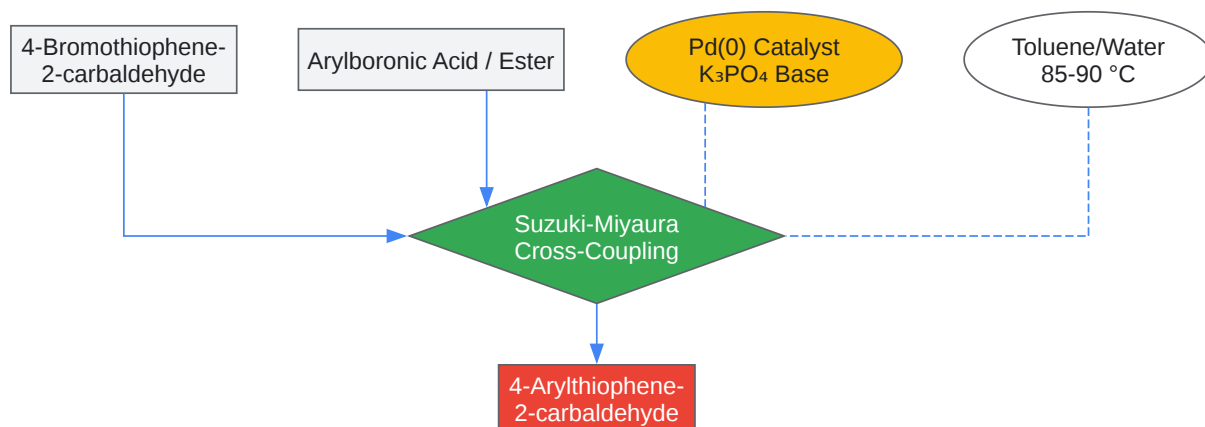 4-Bromothiophene-
2-carbaldehyde
Arylboronic Acid / Ester
Pd(0) Catalyst
K₃PO₄ Base
Toluene/Water
85-90 °C
Suzuki-Miyaura
Cross-Coupling
4-Arylthiophene-
2-carbaldehyde